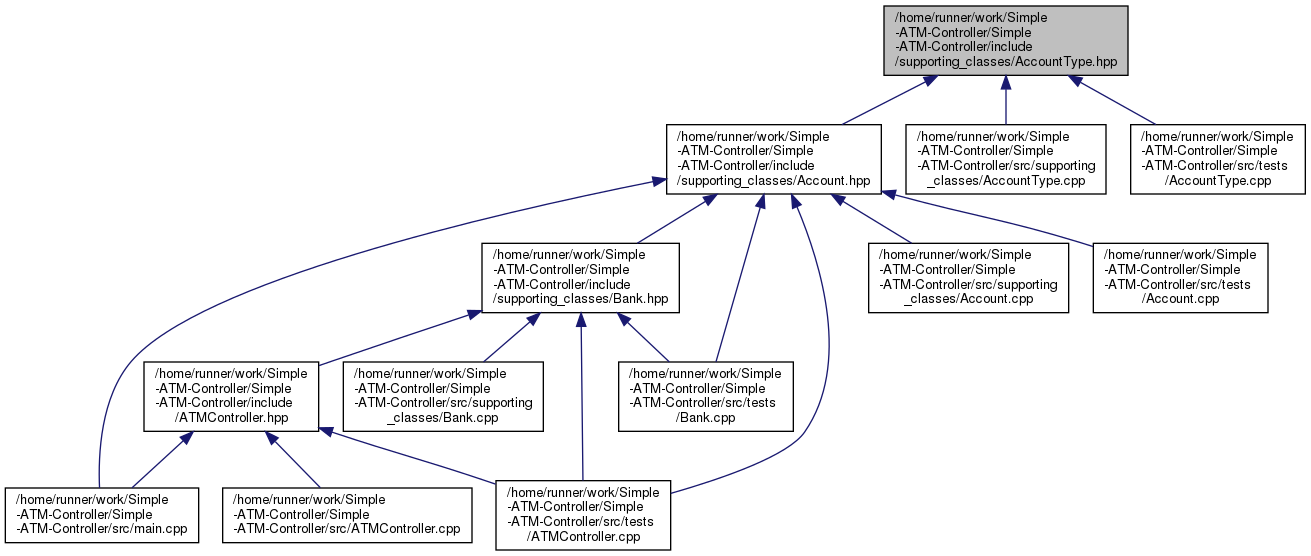 /home/runner/work/Simple
-ATM-Controller/Simple
-ATM-Controller/include
/supporting_classes/AccountType.hpp
/home/runner/work/Simple
-ATM-Controller/Simple
-ATM-Controller/include
/supporting_classes/Account.hpp
/home/runner/work/Simple
-ATM-Controller/Simple
-ATM-Controller/src/supporting
_classes/AccountType.cpp
/home/runner/work/Simple
-ATM-Controller/Simple
-ATM-Controller/src/tests
/AccountType.cpp
/home/runner/work/Simple
-ATM-Controller/Simple
-ATM-Controller/include
/supporting_classes/Bank.hpp
/home/runner/work/Simple
-ATM-Controller/Simple
-ATM-Controller/src/supporting
_classes/Account.cpp
/home/runner/work/Simple
-ATM-Controller/Simple
-ATM-Controller/src/tests
/Account.cpp
/home/runner/work/Simple
-ATM-Controller/Simple
-ATM-Controller/include
/ATMController.hpp
/home/runner/work/Simple
-ATM-Controller/Simple
-ATM-Controller/src/supporting
_classes/Bank.cpp
/home/runner/work/Simple
-ATM-Controller/Simple
-ATM-Controller/src/tests
/Bank.cpp
/home/runner/work/Simple
-ATM-Controller/Simple
-ATM-Controller/src/main.cpp
/home/runner/work/Simple
-ATM-Controller/Simple
-ATM-Controller/src/ATMController.cpp
/home/runner/work/Simple
-ATM-Controller/Simple
-ATM-Controller/src/tests
/ATMController.cpp